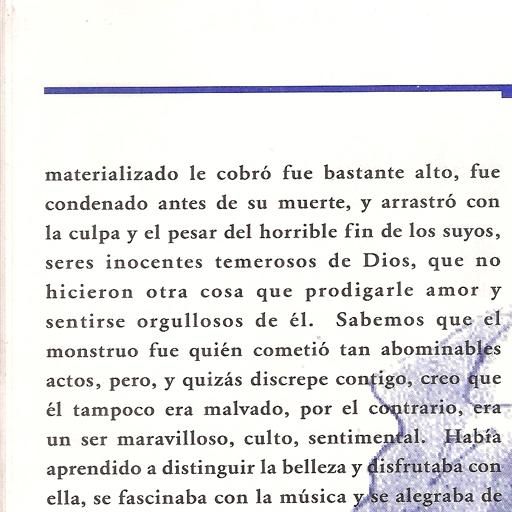 materializado le cobró fue bastante alto, fue
condenado antes de su muerte, y arrastró con
la culpa y el pesar del horrible fin de los suyos,
seres inocentes temerosos de Dios, que no
hicieron otra cosa que prodigarle amor y
sentirse orgullosos de él. Sabemos que el
monstruo fue quién cometió tan abominables
actos, pero, y quizás discrepe contigo, creo que
él tampoco era malvado, por el contrario, era
un ser maravilloso, culto, sentimental. Había
aprendido a distinguir la belleza y disfrutaba con
ella, se fascinaba con la música y se alegraba de